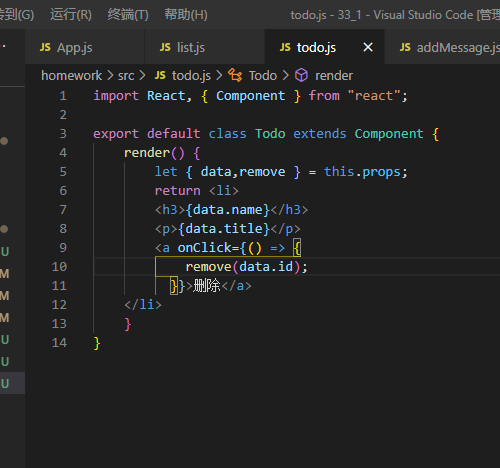 转到(G) 运行(R) 终端(T) 帮助(H) todo.js - 33_1 - Visual Studio Code [管理
JS App.js JS list.js JS todo.js × JS addMessage.js
homework > src > JS todo.js > Todo > render
1 import React, { Component } from "react";
2
3 export default class Todo extends Component {
4 render() {
5 let { data,remove } = this.props;
6 return <li>
7 <h3>{data.name}</h3>
8 <p>{data.title}</p>
9 <a onClick={() => {
10 remove(data.id);
11 }}>删除</a>
12 </li>
13 }
14 }
U
M
M
M
U
U
U